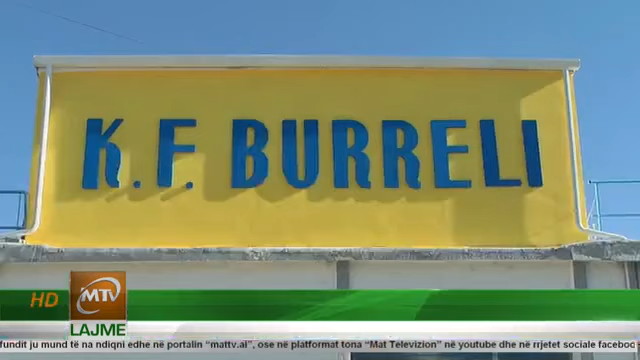 K.F. BURRELI
HD
MTV
LAJME
fundit ju mund të na ndiqni edhe në portalin “mattv.al”, ose në platformat tona “Mat Televizion” në youtube dhe në rrjetet sociale faceboo